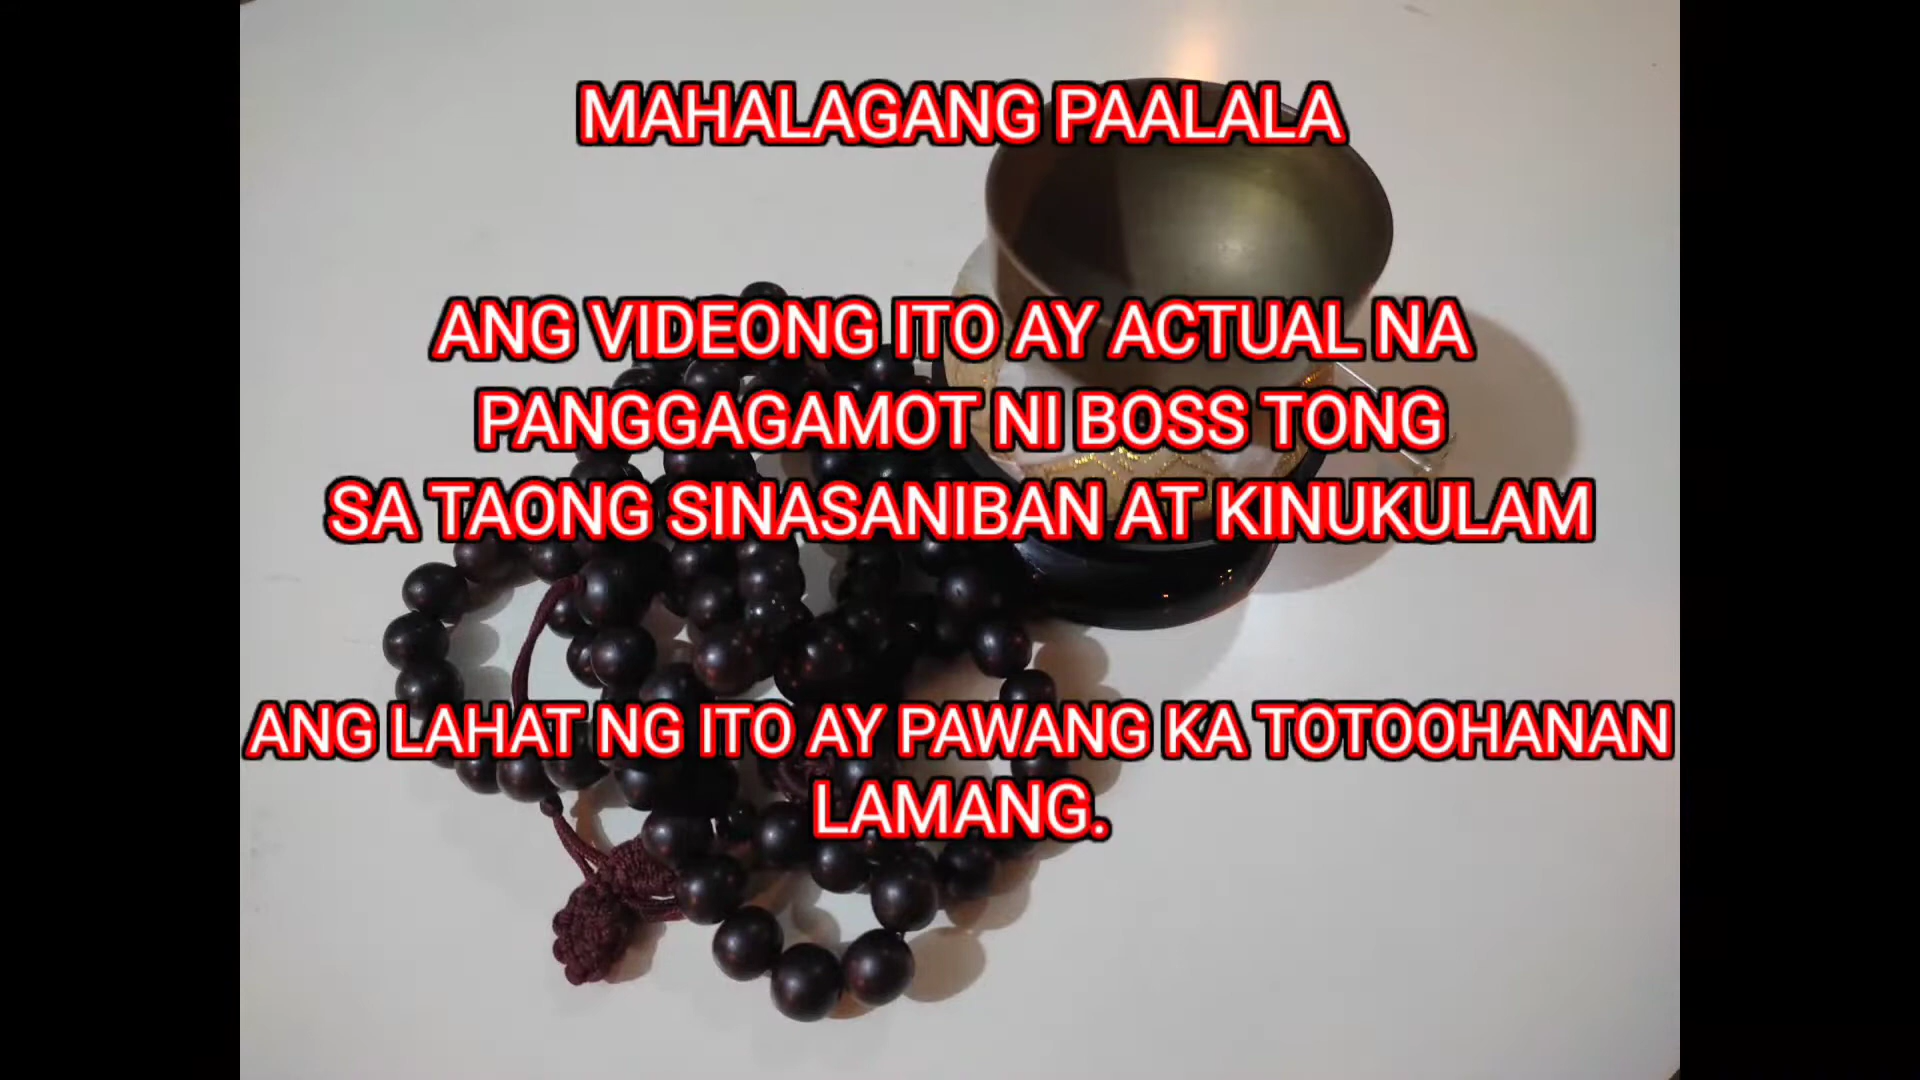 MAHALAGANG PAALALA
ANG VIDEONG ITO AY ACTUAL NA
PANGGAGAMOT NI BOSS TONG
SA TAONG SINASANIBAN AT KINUKULAM
ANG LAHAT NG ITO AY PAWANG KA TOTOOHANAN
LAMANG.